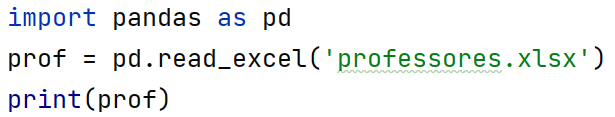 import pandas as pd
prof = pd.read_excel('professores.xlsx')
print(prof)